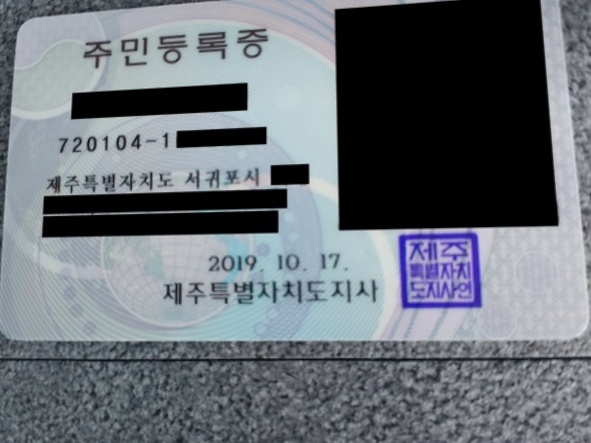 주민등록증
720104-1
제주특별자치도 서귀포시
2019. 10. 17.
제주특별자치도지사
제주
특별자치
도지사인